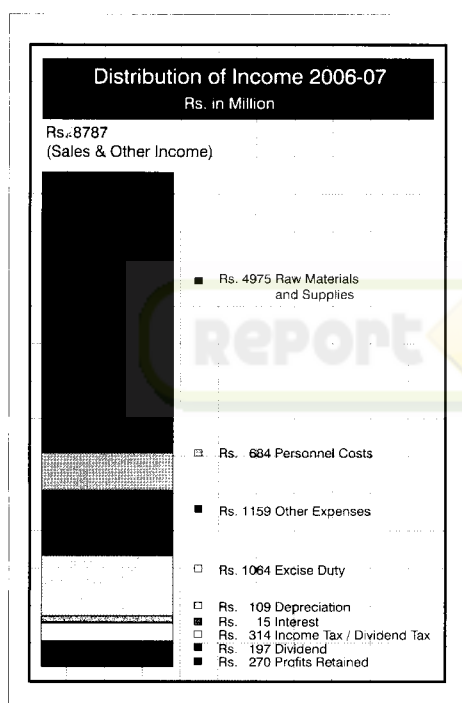 Distribution of Income 2006-07
Rs. in Million
Rs. 8787
(Sales & Other Income)
Rs. 4975 Raw Materials
and Supplies
Report
Rs. 684 Personnel Costs
Rs. 1159 Other Expenses
Rs. 1064 Excise Duty
Rs. 109 Depreciation
Rs. 15 Interest
Rs. 314 Income Tax / Dividend Tax
Rs. 197 Dividend
Rs. 270 Profits Retained